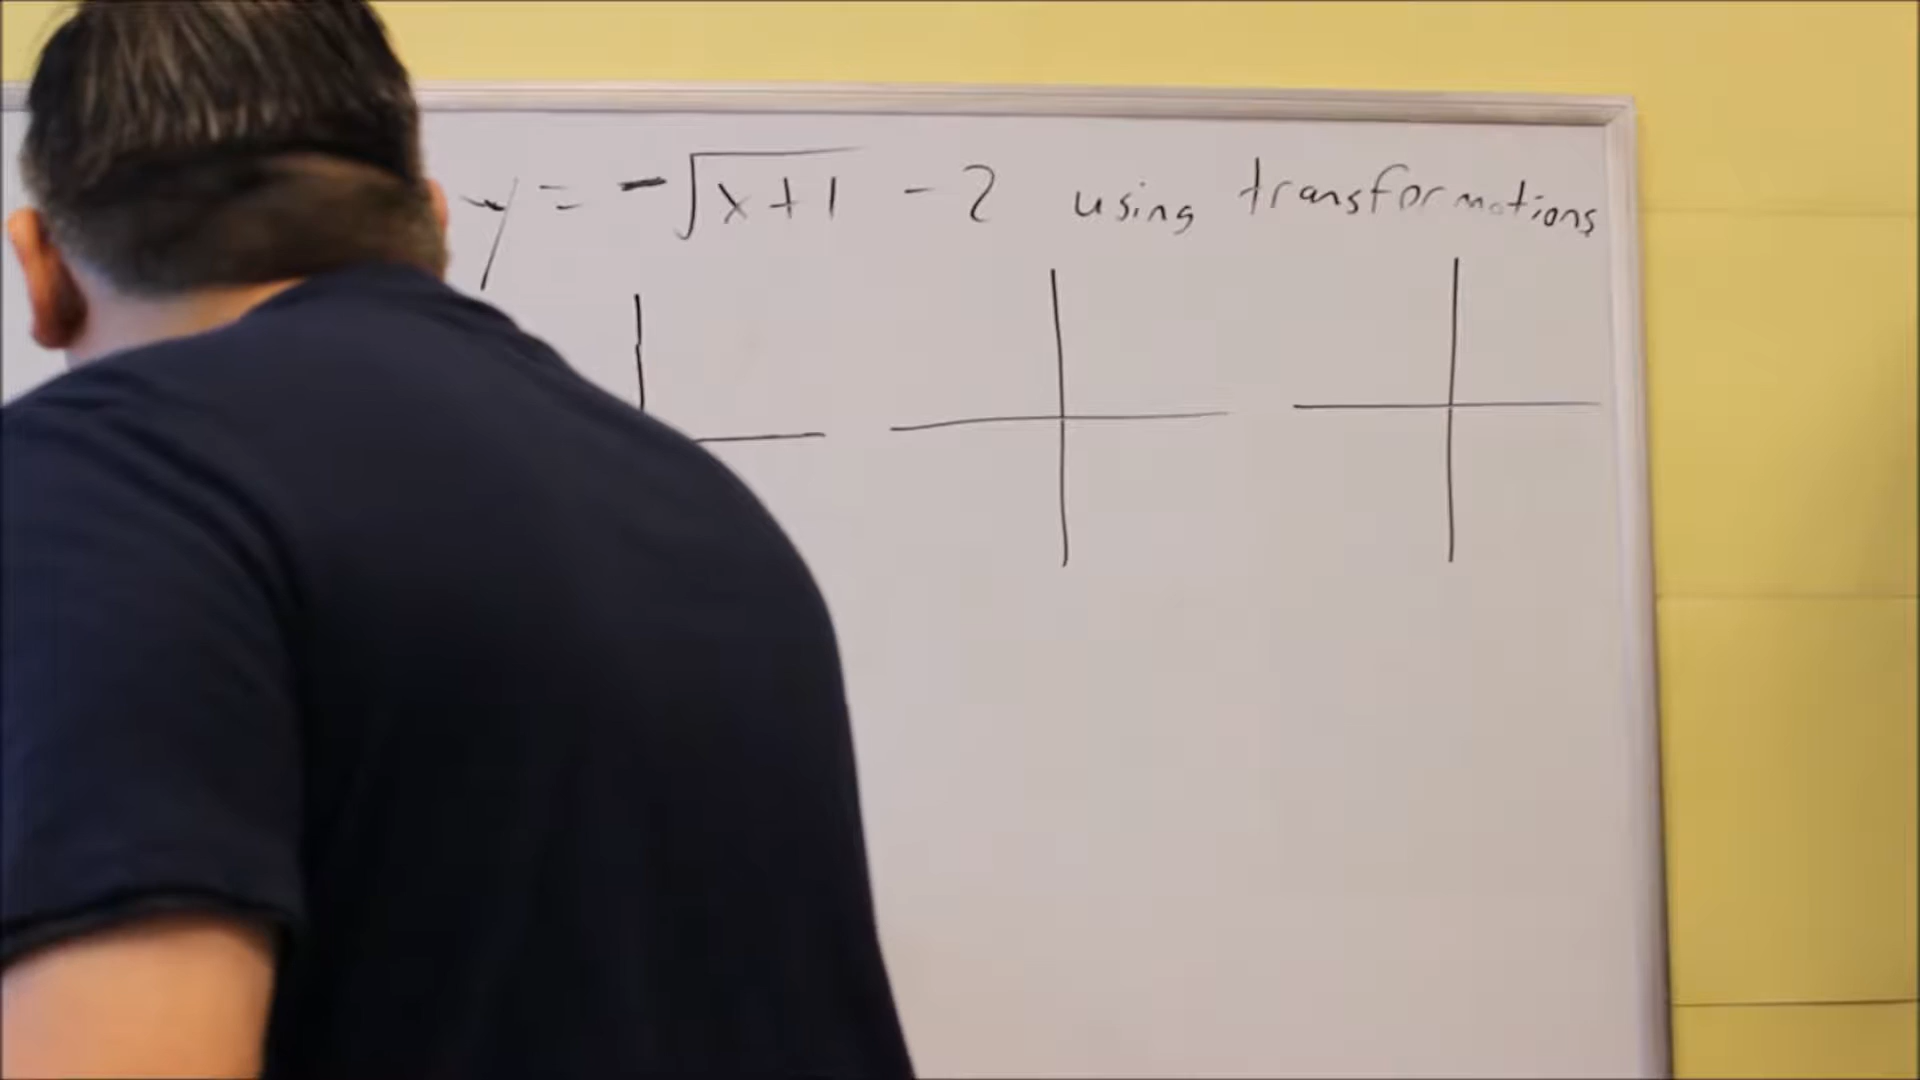 y = -√x+1 - 2 using transformations